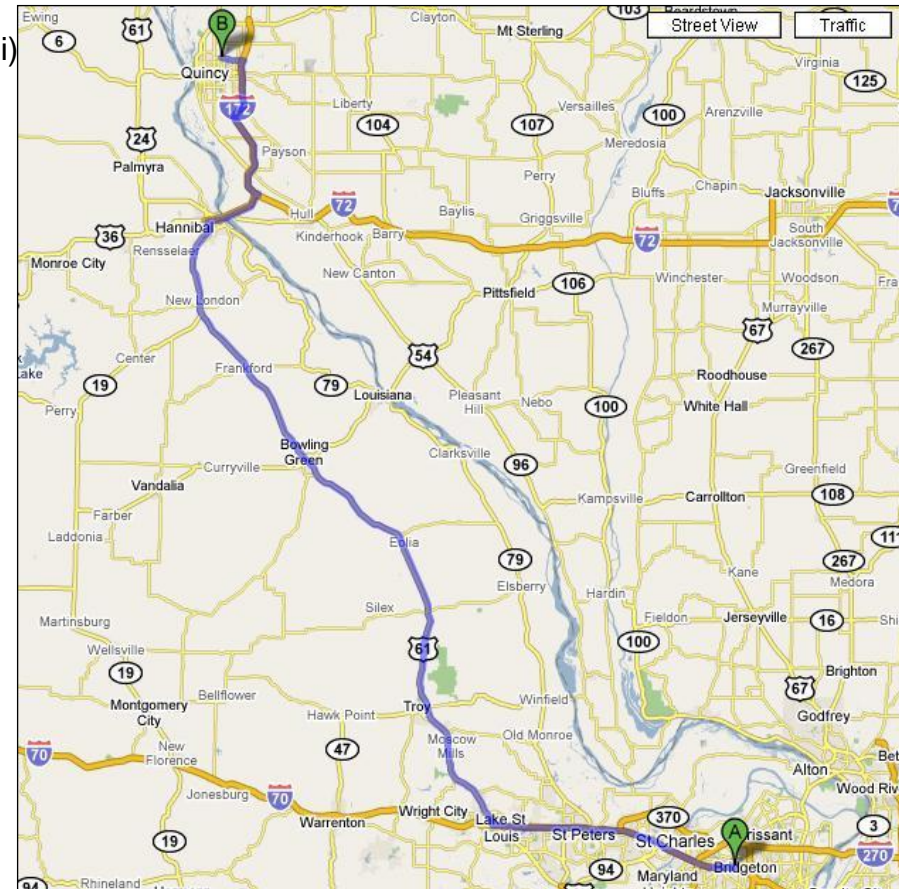 i)
Ewing
61
6
B
Quincy
Clayton
Mt Sterling
103
Beardstown
Street View
Traffic
Virginia
125
172
Liberty
104
107
Versailles
100
Arenzville
Meredosia
24
Palmyra
Payson
Perry
Bluffs
Chapin
Jacksonville
Hannibal
Hull
72
Baylis
Griggsville
South
Jacksonville
36
Rensselaer
Kinderhook
Barry
72
Monroe City
New Canton
106
Winchester
Woodson
New London
Pittsfield
Murrayville
67
267
Center
Frankford
54
Lake
19
79
Louisiana
Pleasant
Hill
Nebo
100
Roodhouse
White Hall
Perry
Bowling
Green
Curryville
Clarksville
96
Greenfield
Vandalia
Kampsville
Carrollton
108
Farber
Laddonia
Eolia
79
267
Elsberry
Kane
Medora
Silex
Hardin
Martinsburg
Fieldon
Jerseyville
16
Wellsville
61
100
19
Brighton
Montgomery
City
Bellflower
Hawk Point
Troy
Winfield
67
Godfrey
70
New
Florence
47
Moscow
Mills
Old Monroe
Alton
Jonesburg
70
Wood Riv
Warrenton
Wright City
Lake St
Louis
St Peters
370
St Charles
A
rissant
3
19
Bridgeton
270
94
Maryland
94
Rhineland